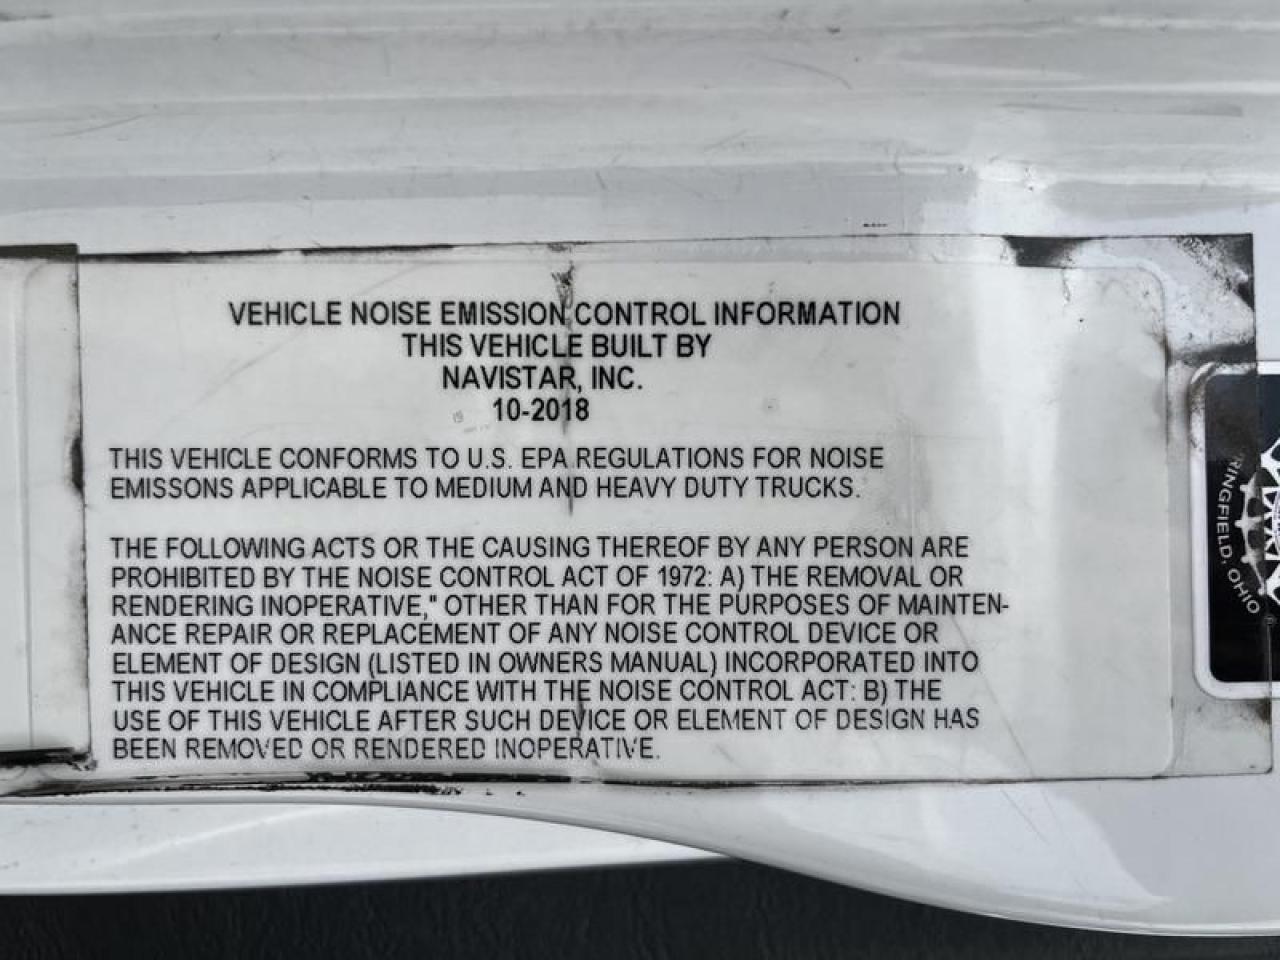 VEHICLE NOISE EMISSION CONTROL INFORMATION
THIS VEHICLE BUILT BY
NAVISTAR, INC.
10-2018
THIS VEHICLE CONFORMS TO U.S. EPA REGULATIONS FOR NOISE
EMISSONS APPLICABLE TO MEDIUM AND HEAVY DUTY TRUCKS.
THE FOLLOWING ACTS OR THE CAUSING THEREOF BY ANY PERSON ARE
PROHIBITED BY THE NOISE CONTROL ACT OF 1972: A) THE REMOVAL OR
RENDERING INOPERATIVE," OTHER THAN FOR THE PURPOSES OF MAINTEN-
ANCE REPAIR OR REPLACEMENT OF ANY NOISE CONTROL DEVICE OR
ELEMENT OF DESIGN (LISTED IN OWNERS MANUAL) INCORPORATED INTO
THIS VEHICLE IN COMPLIANCE WITH THE NOISE CONTROL ACT: B) THE
USE OF THIS VEHICLE AFTER SUCH DEVICE OR ELEMENT OF DESIGN HAS
BEEN REMOVED OR RENDERED INOPERATIVE.
RINGFIELD, OHIO